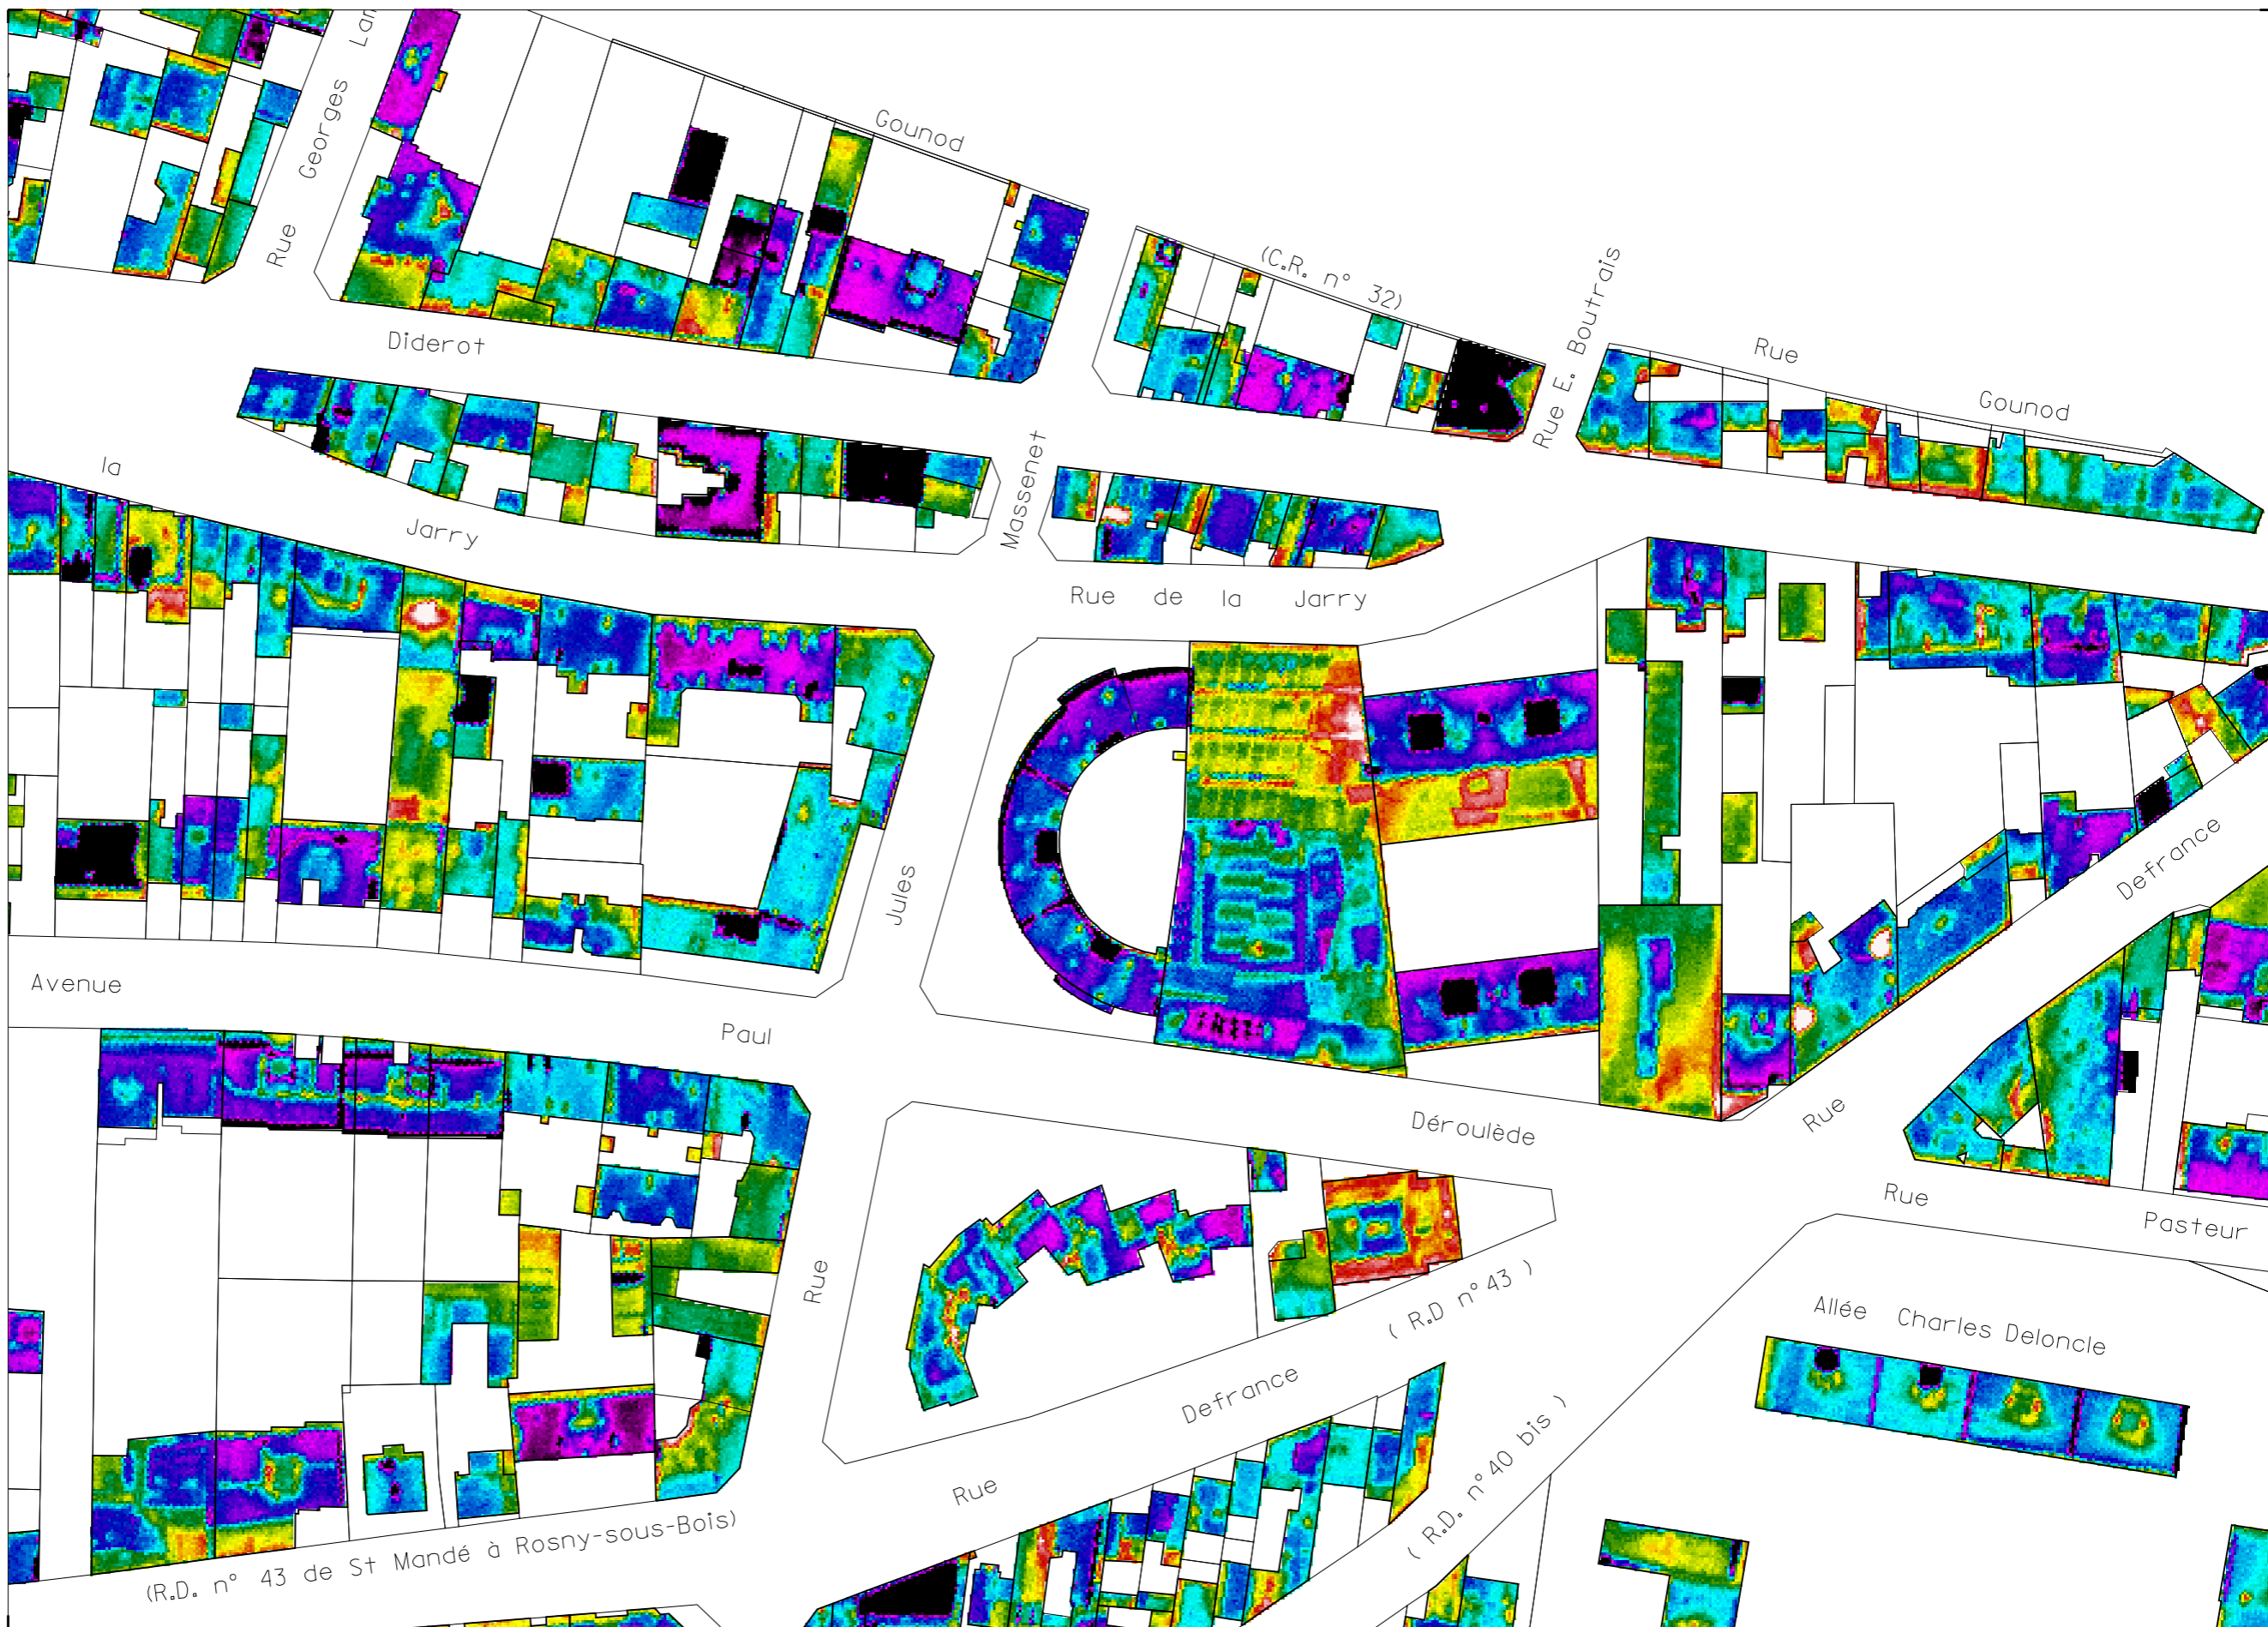 Rue Georges
Gounod
Diderot
(C.R. n° 32)
Rue E. Boutrais
Rue Gounod
la Jarry
Massenet
Rue de la Jarry
Jules
Defrance
Avenue Paul
Déroulède
Rue
Rue
Pasteur
Rue
( R.D n° 43 )
Allée Charles Deloncle
Defrance
Rue
( R.D. n° 40 bis )
(R.D. n° 43 de St Mandé à Rosny-sous-Bois)